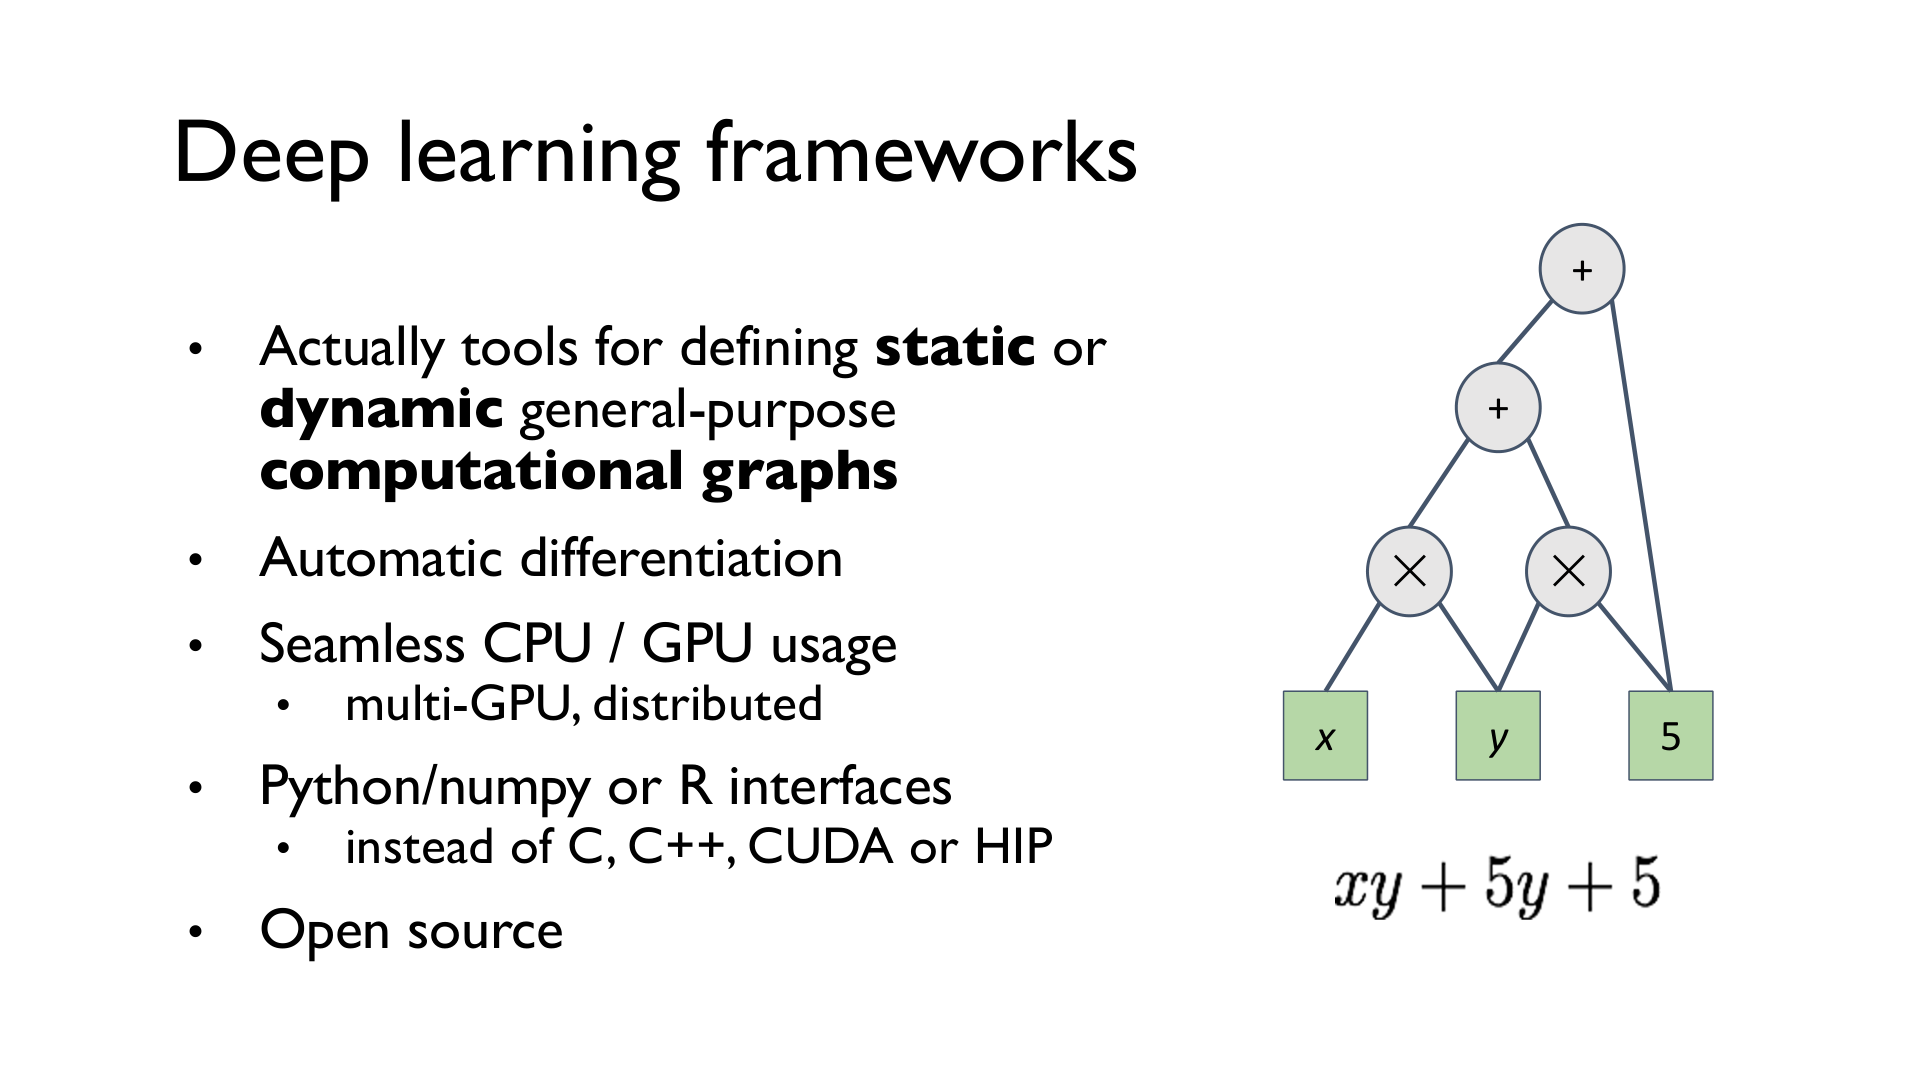 Deep learning frameworks
• Actually tools for defining static or
dynamic general-purpose
computational graphs
• Automatic differentiation
• Seamless CPU / GPU usage
• multi-GPU, distributed
• Python/numpy or R interfaces
• instead of C, C++, CUDA or HIP
• Open source
+
+
× ×
x y 5
xy + 5y + 5